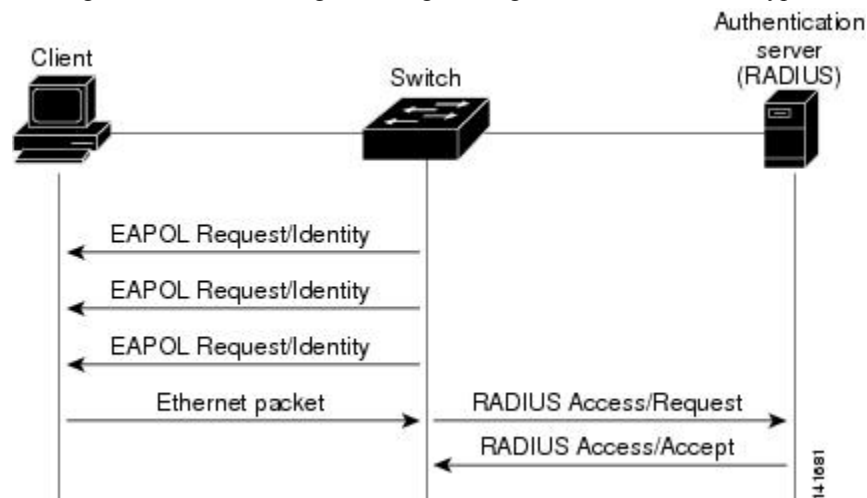 Client
Switch
Authentication
server
(RADIUS)
EAPOL Request/Identity
EAPOL Request/Identity
EAPOL Request/Identity
Ethernet packet
RADIUS Access/Request
RADIUS Access/Accept
141681